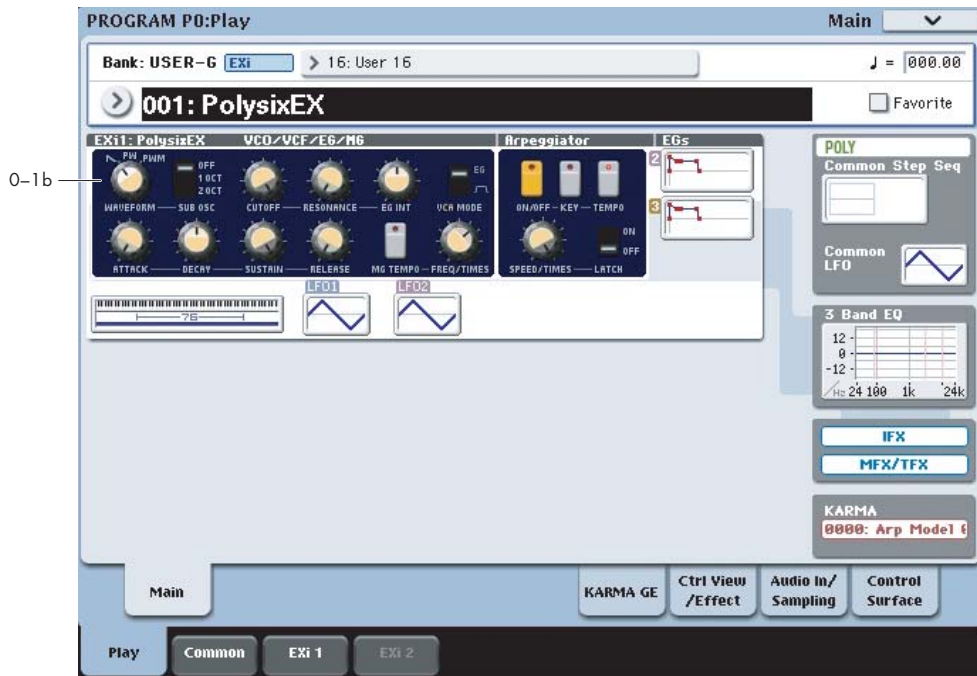 PROGRAM P0:Play Main
Bank: USER-G EXi 16: User 16 ♩ = 000.00
001: PolysixEX Favorite
EXi1: PolysixEX VCO/VCF/EG/MG Arpeggiator EGs
0–1b
PW PWM
OFF
1 OCT
2 OCT
EG
WAVEFORM SUB OSC CUTOFF RESONANCE EG INT VCA MODE
ON/OFF KEY TEMPO
2
3
ON
OFF
ATTACK DECAY SUSTAIN RELEASE MG TEMPO FREQ/TIMES
SPEED/TIMES LATCH
76
LFO1 LFO2
POLY
Common Step Seq
Common
LFO
3 Band EQ
12
0
-12
Hz 24 100 1k 24k
IFX
MFX/TFX
KARMA
0000: Arp Model
Main KARMA GE Ctrl View /Effect Audio In/ Sampling Control Surface
Play Common EXi 1 EXi 2